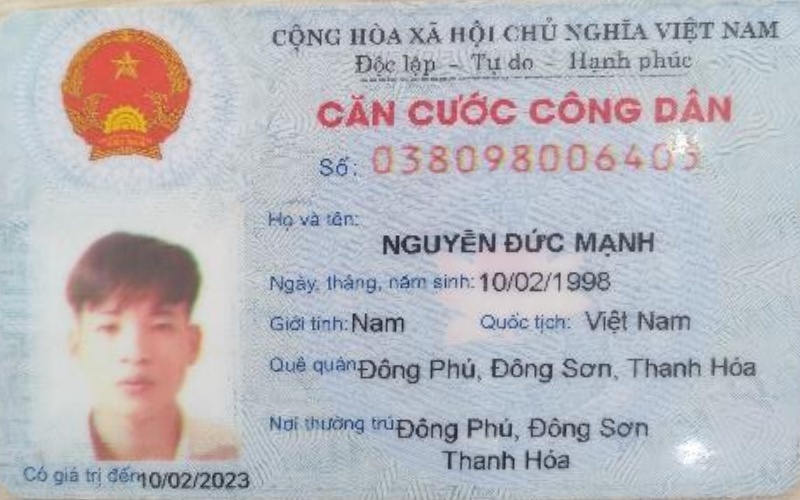 CỘNG HÒA XÃ HỘI CHỦ NGHĨA VIỆT NAM
Độc lập - Tự do - Hạnh phúc
CĂN CƯỚC CÔNG DÂN
Số: 038098006405
Họ và tên:
NGUYỄN ĐỨC MẠNH
Ngày, tháng, năm sinh: 10/02/1998
Giới tính: Nam Quốc tịch: Việt Nam
Quê quán Đông Phú, Đông Sơn, Thanh Hóa
Nơi thường trú: Đông Phú, Đông Sơn
Thanh Hóa
Có giá trị đến 10/02/2023